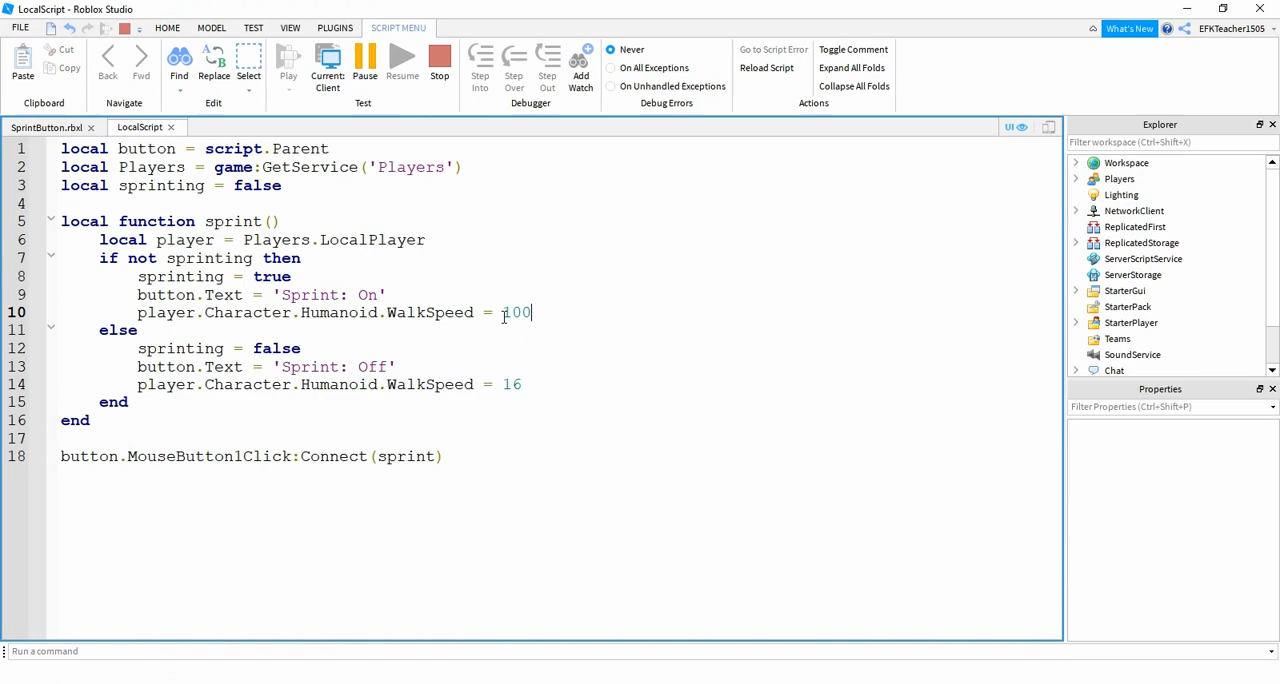 LocalScript - Roblox Studio
FILE HOME MODEL TEST VIEW PLUGINS SCRIPT MENU What's New EFKTeacher1505
Paste Cut Copy Back Fwd Find Replace Select Play Current: Client Pause Resume Stop Step Into Step Over Step Out Add Watch Never On All Exceptions On Unhandled Exceptions Go to Script Error Reload Script Toggle Comment Expand All Folds Collapse All Folds
Clipboard Navigate Edit Test Debugger Debug Errors Actions
SprintButton.rbxl LocalScript UI
1 local button = script.Parent
2 local Players = game:GetService('Players')
3 local sprinting = false
4
5 local function sprint()
6 local player = Players.LocalPlayer
7 if not sprinting then
8 sprinting = true
9 button.Text = 'Sprint: On'
10 player.Character.Humanoid.WalkSpeed = 100
11 else
12 sprinting = false
13 button.Text = 'Sprint: Off'
14 player.Character.Humanoid.WalkSpeed = 16
15 end
16 end
17
18 button.MouseButton1Click:Connect(sprint)
Explorer
Filter workspace (Ctrl+Shift+X)
Workspace
Players
Lighting
NetworkClient
ReplicatedFirst
ReplicatedStorage
ServerScriptService
ServerStorage
StarterGui
StarterPack
StarterPlayer
Teams
SoundService
Chat
Properties
Filter Properties (Ctrl+Shift+P)
Run a command